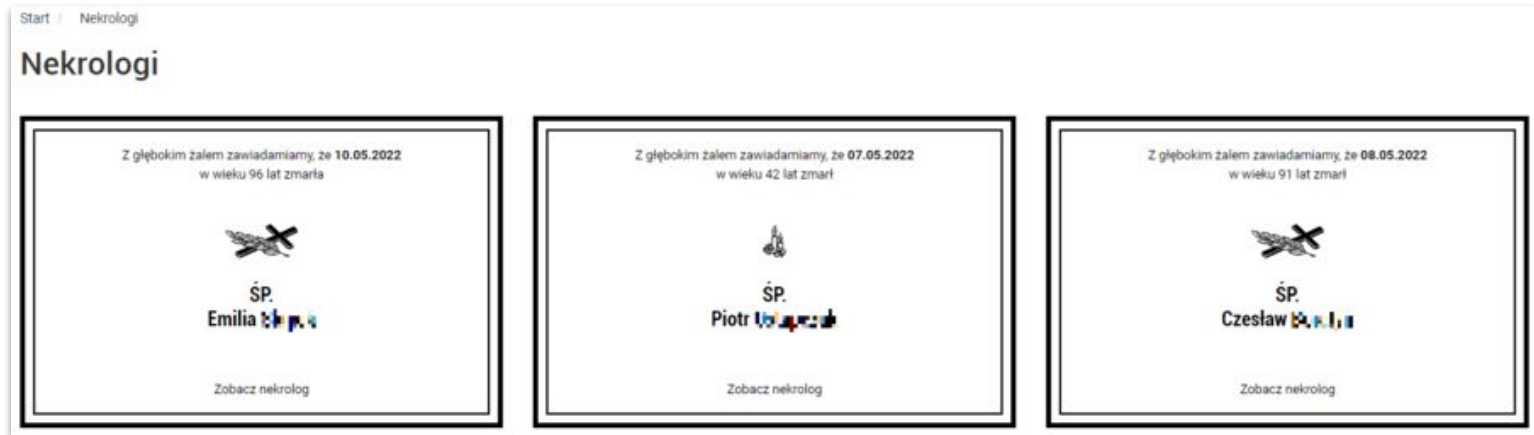 Start / Nekrologi
Nekrologi
Z głębokim żalem zawiadamiamy, że 10.05.2022
w wieku 96 lat zmarła
ŚP.
Emilia
Zobacz nekrolog
Z głębokim żalem zawiadamiamy, że 07.05.2022
w wieku 42 lat zmarł
ŚP.
Piotr
Zobacz nekrolog
Z głębokim żalem zawiadamiamy, że 08.05.2022
w wieku 91 lat zmarł
ŚP.
Czesław
Zobacz nekrolog